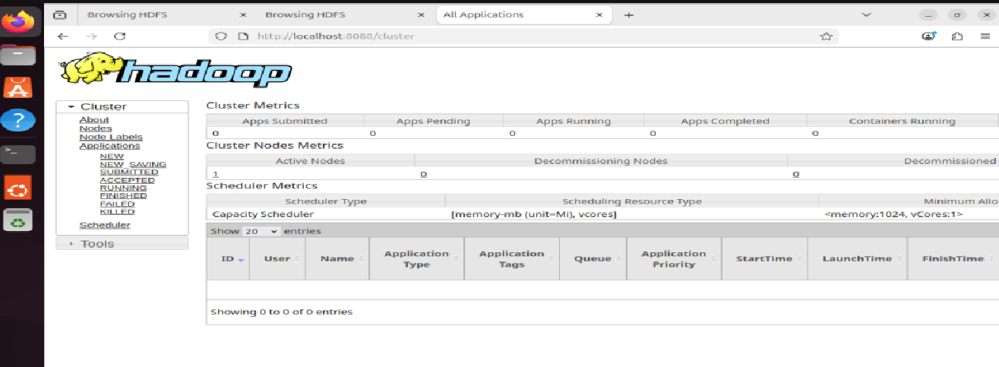 Browsing HDFS × Browsing HDFS × All Applications × +
http://localhost:8088/cluster
hadoop
Cluster
About
Nodes
Node Labels
Applications
NEW
NEW_SAVING
SUBMITTED
ACCEPTED
RUNNING
FINISHED
FAILED
KILLED
Scheduler
Tools
Cluster Metrics
Apps Submitted Apps Pending Apps Running Apps Completed Containers Running
0 0 0 0 0
Cluster Nodes Metrics
Active Nodes Decommissioning Nodes Decommissioned
1 0 0
Scheduler Metrics
Scheduler Type Scheduling Resource Type Minimum Allo
Capacity Scheduler [memory-mb (unit=Mi), vcores] <memory:1024, vCores:1>
Show 20 entries
ID User Name Application Type Application Tags Queue Application Priority StartTime LaunchTime FinishTime
Showing 0 to 0 of 0 entries